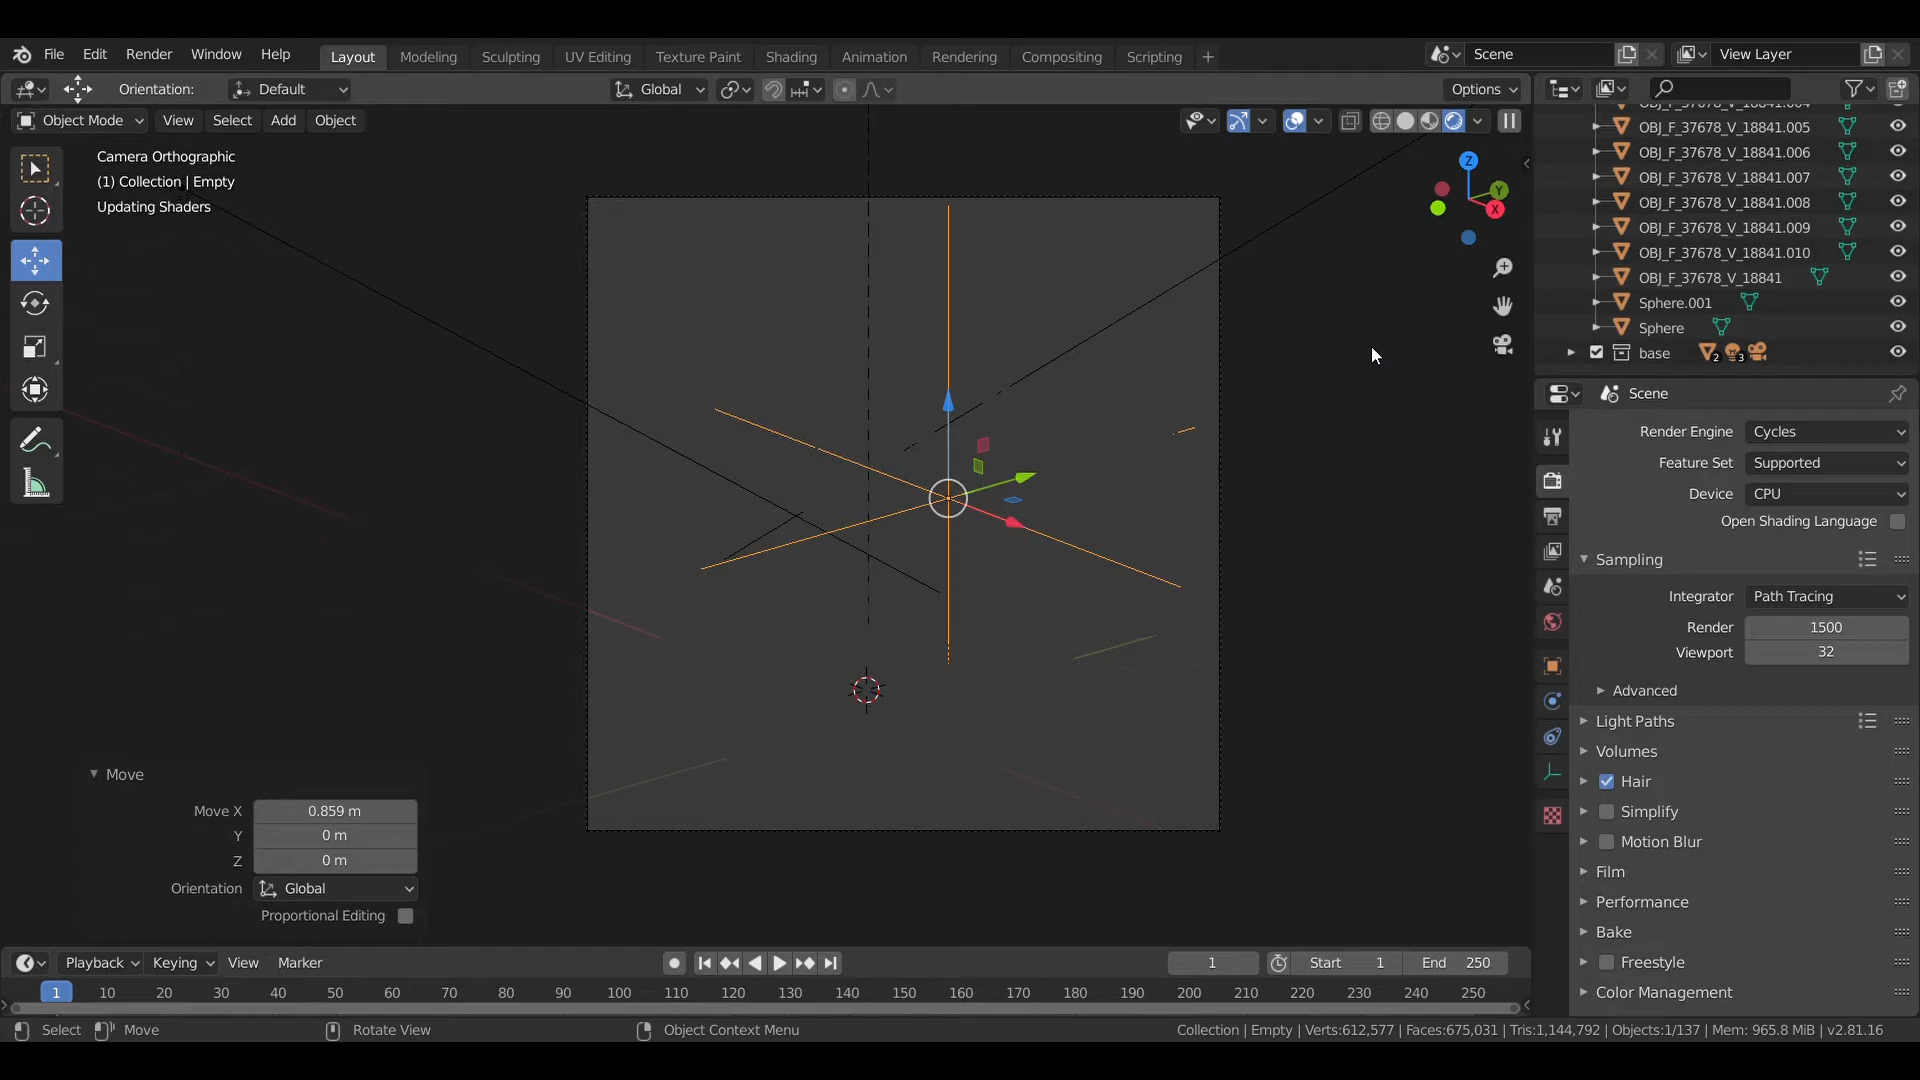 File Edit Render Window Help Layout Modeling Sculpting UV Editing Texture Paint Shading Animation Rendering Compositing Scripting + Scene View Layer
Orientation: Default Global Options
Object Mode View Select Add Object
Camera Orthographic
(1) Collection | Empty
Updating Shaders
Z
Y
X
OBJ_F_37678_V_18841.005
OBJ_F_37678_V_18841.006
OBJ_F_37678_V_18841.007
OBJ_F_37678_V_18841.008
OBJ_F_37678_V_18841.009
OBJ_F_37678_V_18841.010
OBJ_F_37678_V_18841
Sphere.001
Sphere
base 2 3
Scene
Render Engine Cycles
Feature Set Supported
Device CPU
Open Shading Language
Sampling
Integrator Path Tracing
Render 1500
Viewport 32
Advanced
Light Paths
Volumes
Hair
Simplify
Motion Blur
Film
Performance
Bake
Freestyle
Color Management
Move
Move X 0.859 m
Y 0 m
Z 0 m
Orientation Global
Proportional Editing
Playback Keying View Marker 1 Start 1 End 250
1 10 20 30 40 50 60 70 80 90 100 110 120 130 140 150 160 170 180 190 200 210 220 230 240 250
Select Move Rotate View Object Context Menu Collection | Empty | Verts:612,577 | Faces:675,031 | Tris:1,144,792 | Objects:1/137 | Mem: 965.8 MiB | v2.81.16